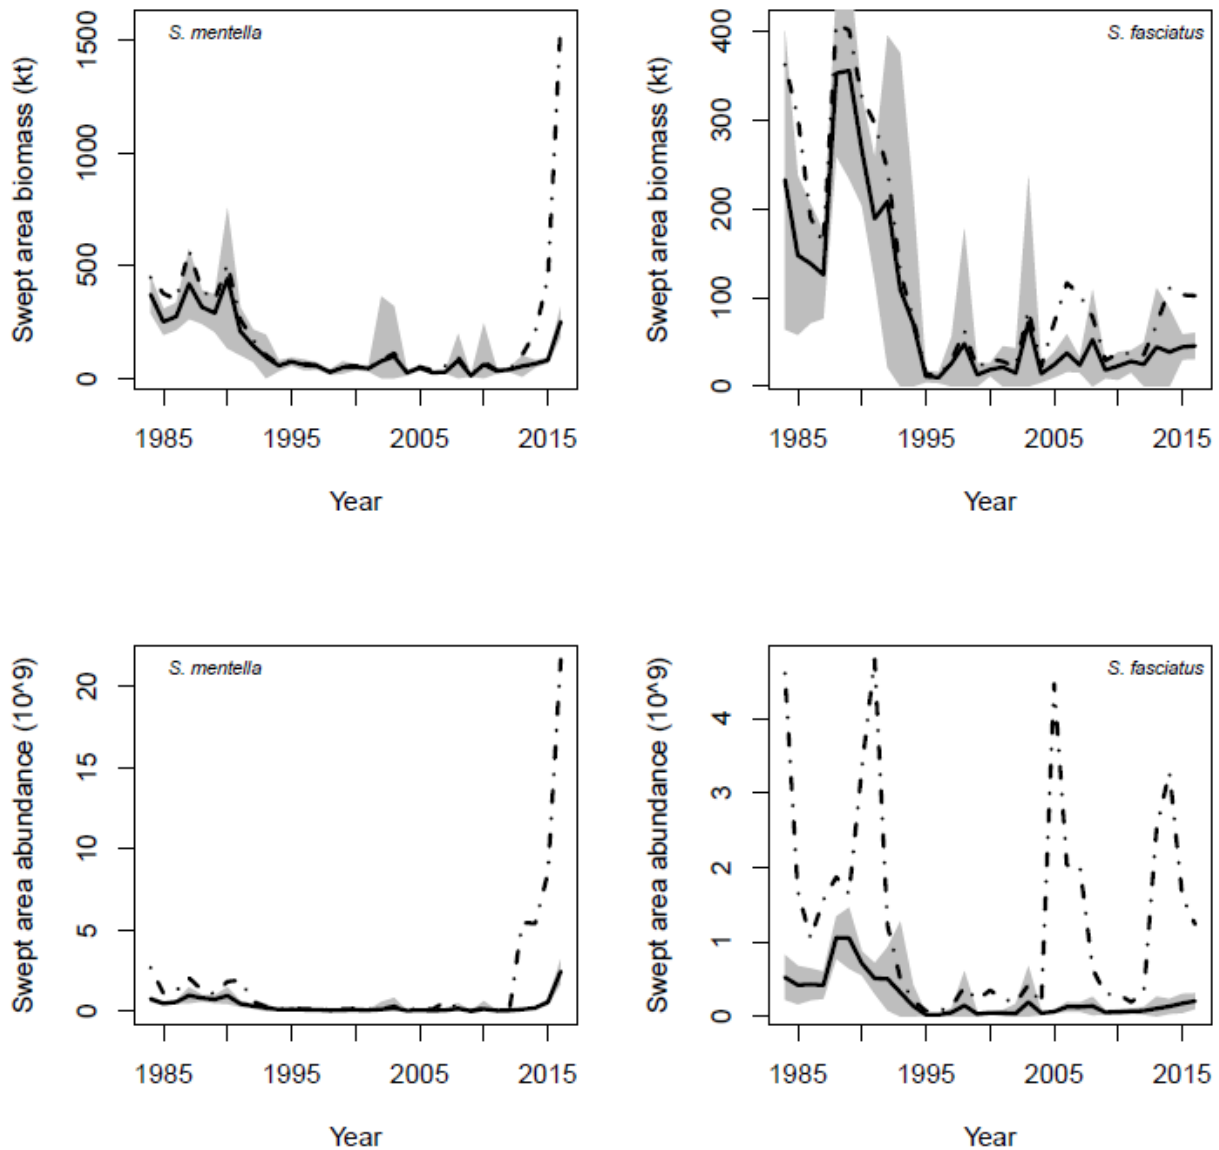 S. mentella
Swept area biomass (kt)
1500
1000
500
0
1985 1995 2005 2015
Year
S. fasciatus
Swept area biomass (kt)
400
300
200
100
0
1985 1995 2005 2015
Year
S. mentella
Swept area abundance (10^9)
20
15
10
5
0
1985 1995 2005 2015
Year
S. fasciatus
Swept area abundance (10^9)
4
3
2
1
0
1985 1995 2005 2015
Year